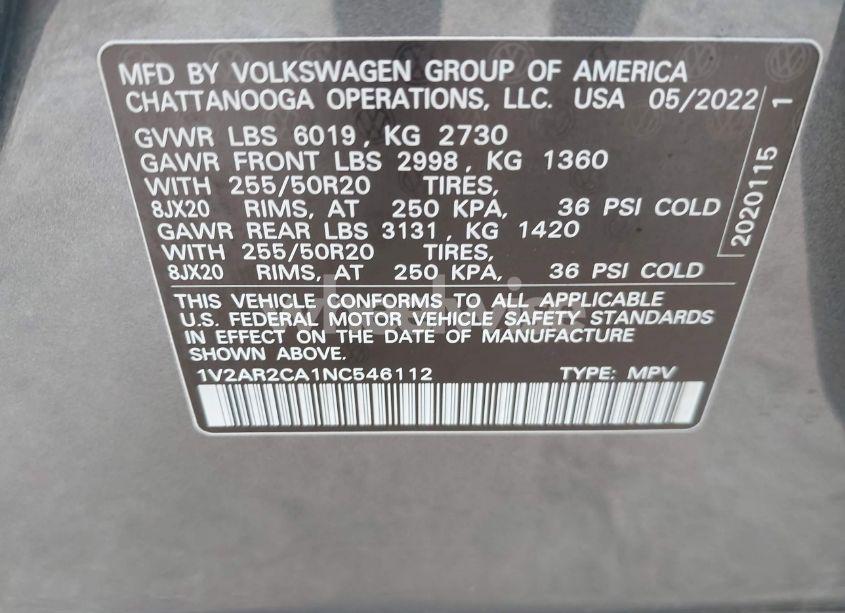 MFD BY VOLKSWAGEN GROUP OF AMERICA
CHATTANOOGA OPERATIONS, LLC. USA 05/2022
GVWR LBS 6019, KG 2730
GAWR FRONT LBS 2998, KG 1360
WITH 255/50R20 TIRES,
8JX20 RIMS, AT 250 KPA, 36 PSI COLD
GAWR REAR LBS 3131, KG 1420
WITH 255/50R20 TIRES,
8JX20 RIMS, AT 250 KPA, 36 PSI COLD
2020115 1
THIS VEHICLE CONFORMS TO ALL APPLICABLE
U.S. FEDERAL MOTOR VEHICLE SAFETY STANDARDS
IN EFFECT ON THE DATE OF MANUFACTURE
SHOWN ABOVE.
1V2AR2CA1NC546112 TYPE: MPV